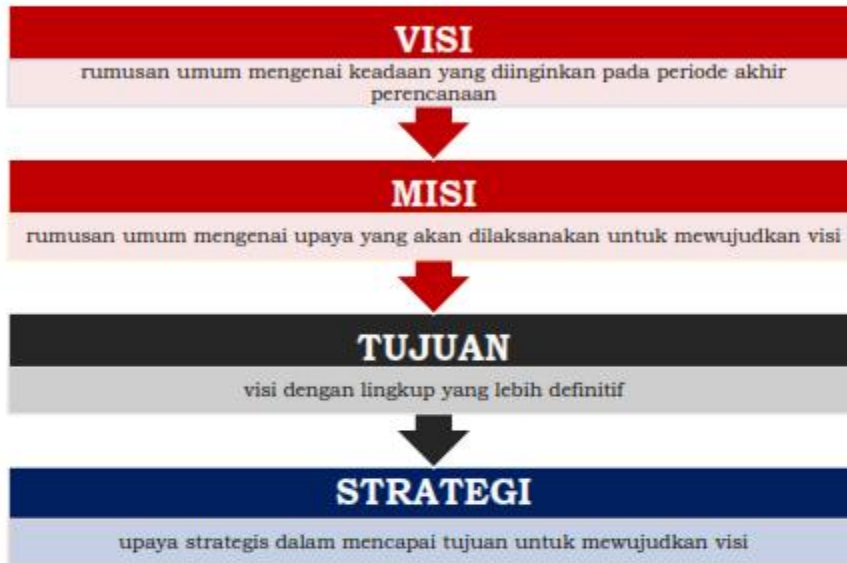 VISI
rumusan umum mengenai keadaan yang diinginkan pada periode akhir
perencanaan
MISI
rumusan umum mengenai upaya yang akan dilaksanakan untuk mewujudkan visi
TUJUAN
visi dengan lingkup yang lebih definitif
STRATEGI
upaya strategis dalam mencapai tujuan untuk mewujudkan visi